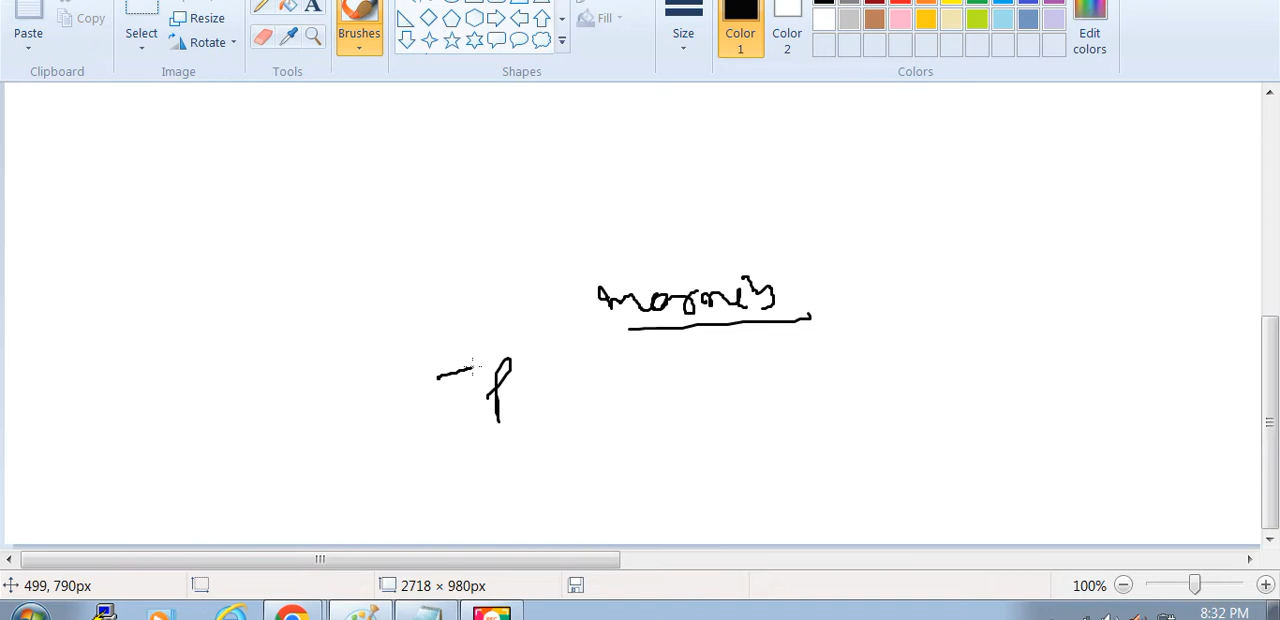 Paste
Copy
Select
Resize
Rotate
Brushes
Fill
Size
Color
1
Color
2
Edit
colors
Clipboard
Image
Tools
Shapes
Colors
499, 790px
2718 × 980px
100%
8:32 PM